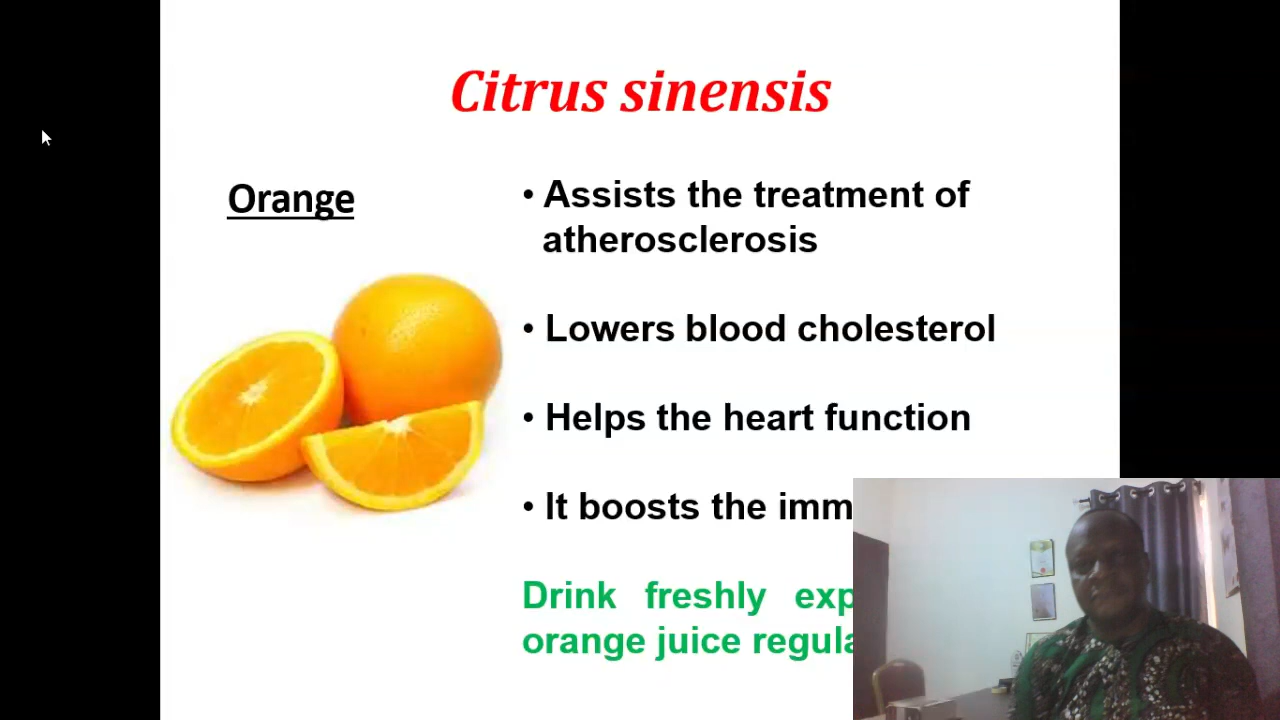 Citrus sinensis
Orange
• Assists the treatment of
atherosclerosis
• Lowers blood cholesterol
• Helps the heart function
• It boosts the
Drink freshly
orange juice